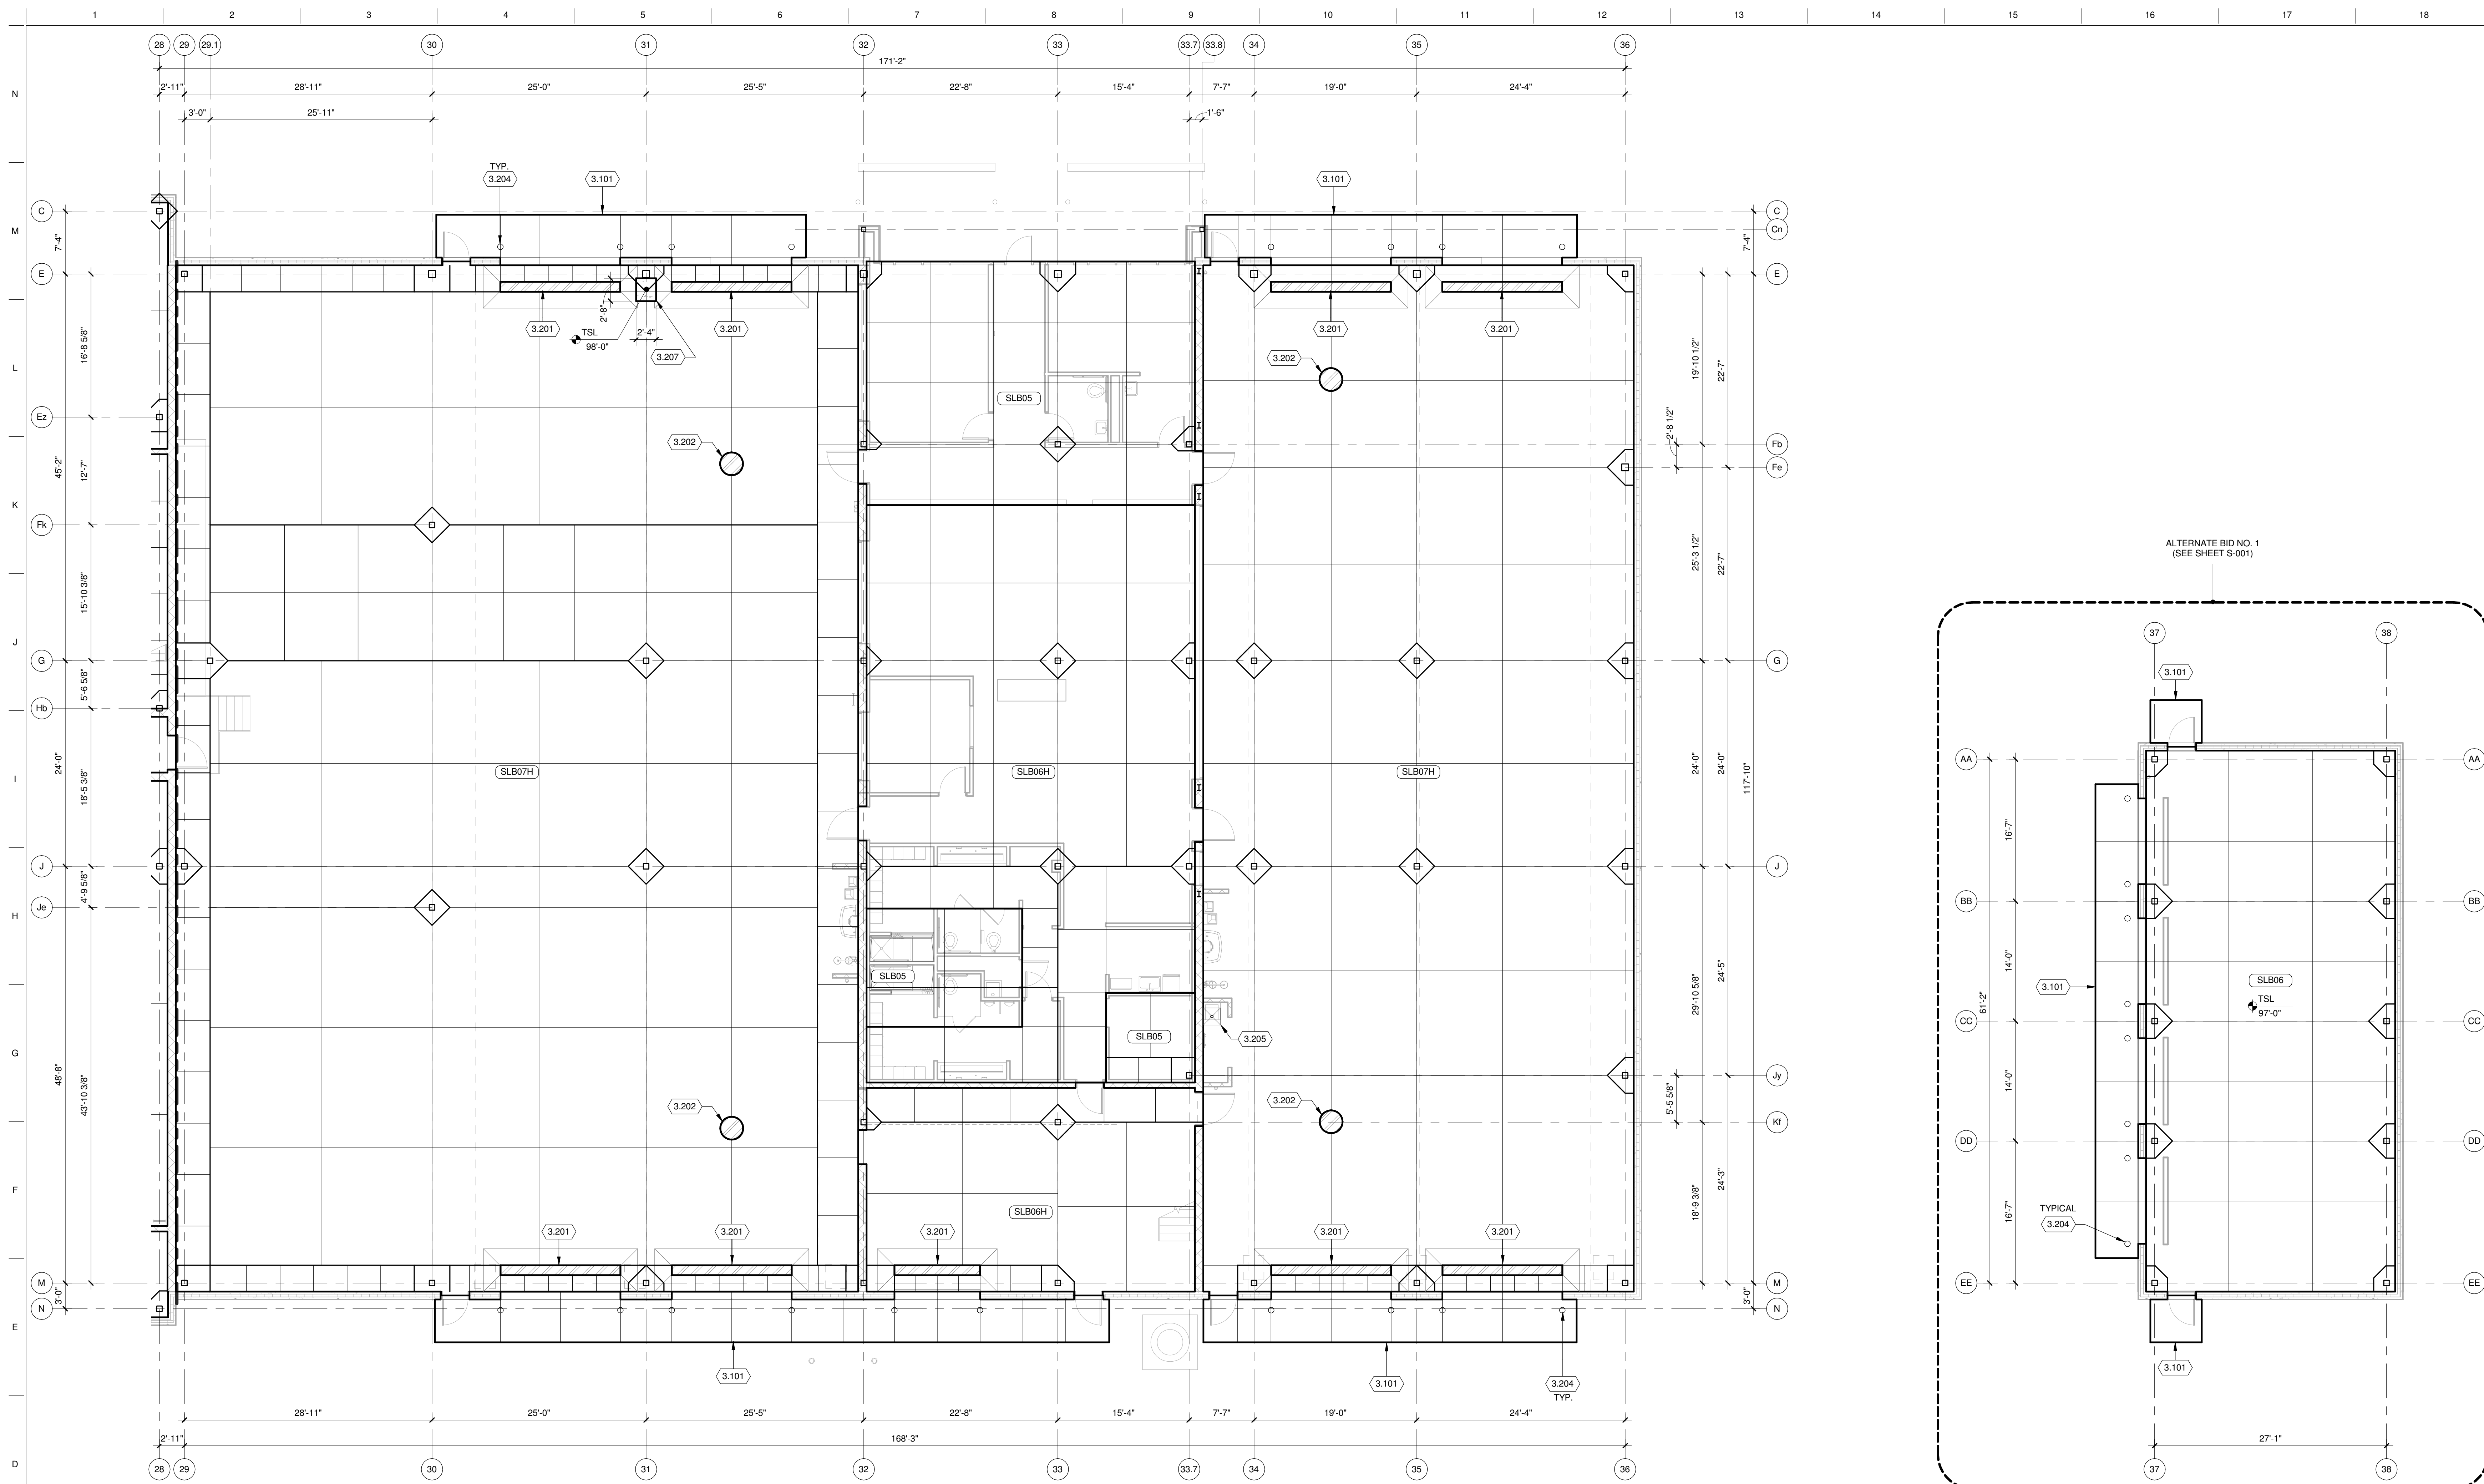 1 2 3 4 5 6 7 8 9 10 11 12 13 14 15 16 17 18
28 29 29.1 30 31 32 33 33.7 33.8 34 35 36
171'-2"
2'-11" 28'-11" 25'-0" 25'-5" 22'-8" 15'-4" 7'-7" 19'-0" 24'-4"
N
3'-0" 25'-11" 1'-6"
TYP.
3.204 3.101 3.101
C C
M Cn
7'-4" 7'-4"
E E
2'-8"
3.201 TSL 2'-4" 3.201 3.201 3.201
98'-0"
16'-8 5/8" 3.207 3.202 19'-10 1/2" 22'-7"
L
SLB05
Ez 2'-8 1/2"
3.202 Fb
45'-2" 12'-7" Fe
K
Fk
ALTERNATE BID NO. 1
(SEE SHEET S-001)
25'-3 1/2" 22'-7"
15'-10 3/8"
J 37 38
G G
3.101
5'-6 5/8"
Hb
AA AA
I
24'-0" 18'-5 3/8" SLB07H SLB06H SLB07H 24'-0" 24'-0" 117'-10"
16'-7"
J J
4'-9 5/8"
Je BB BB
H
14'-0"
SLB05 24'-5" SLB06
3.101
61'-2" TSL
29'-10 5/8" 97'-0"
CC CC
SLB05 3.205
G
48'-8" 43'-10 3/8" Jy
14'-0"
3.202 3.202 5'-5 5/8"
Kf
DD DD
F
18'-9 3/8" 24'-3"
TYPICAL
SLB06H 16'-7" 3.204
3.201 3.201 3.201 3.201 3.201
M M EE EE
3'-0" 3'-0"
N N
E
3.101
3.101
3.101 3.204
TYP.
28'-11" 25'-0" 25'-5" 22'-8" 15'-4" 7'-7" 19'-0" 24'-4"
2'-11" 168'-3" 27'-1"
D
28 29 30 31 32 33 33.7 34 35 36 37 38